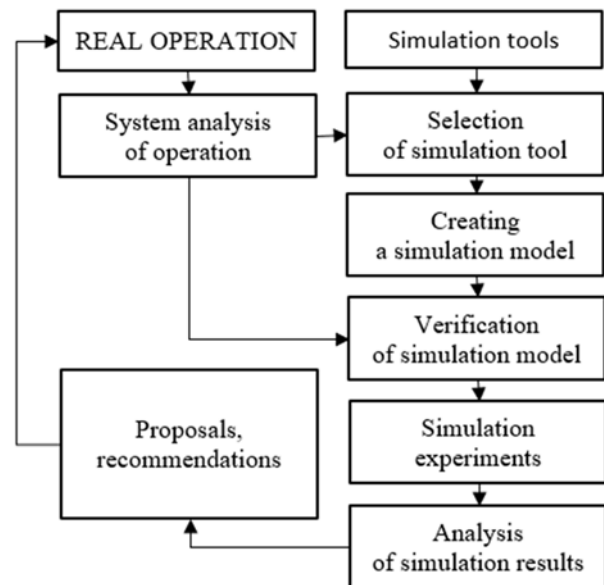 REAL OPERATION
Simulation tools
System analysis
of operation
Selection
of simulation tool
Creating
a simulation model
Verification
of simulation model
Proposals,
recommendations
Simulation
experiments
Analysis
of simulation results